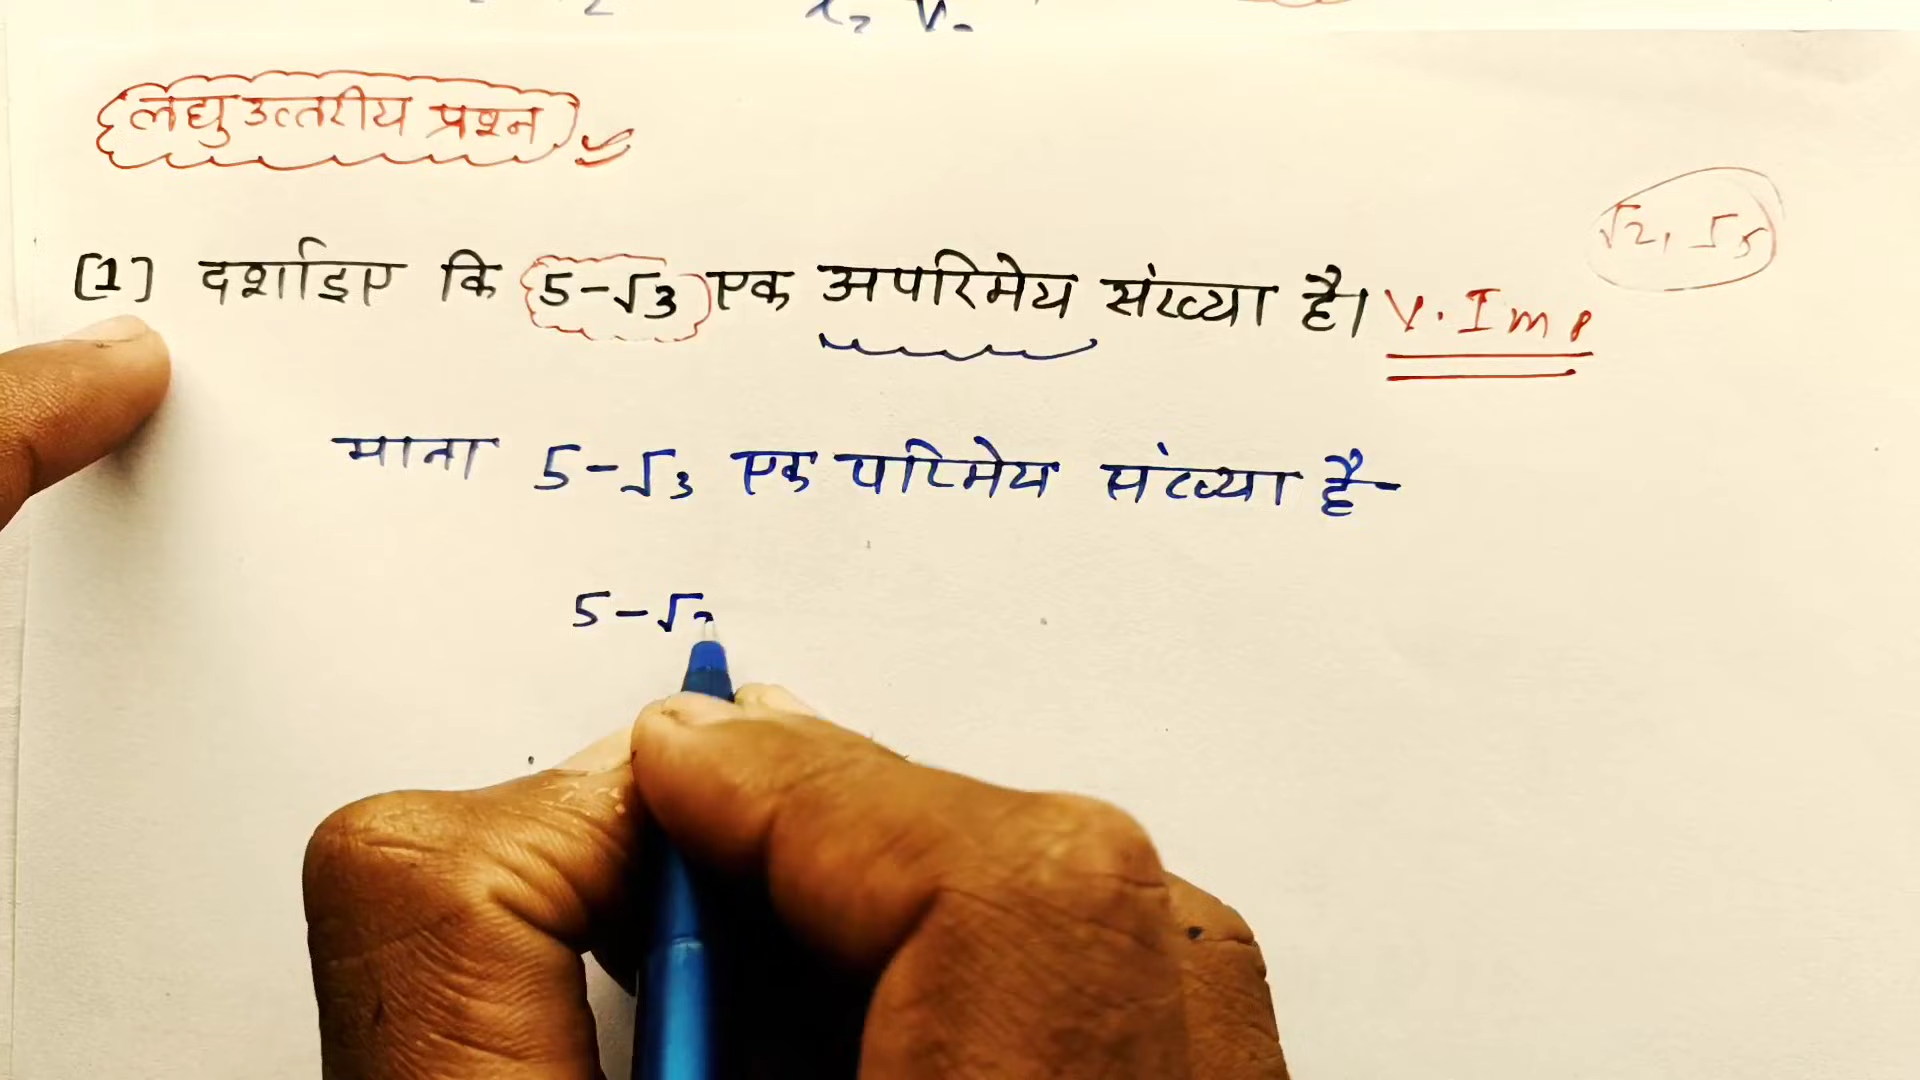 लघु उत्तरीय प्रश्न
√2, √5
[1] दर्शाइए कि 5-√3 एक अपरिमेय संख्या है। V. Imp
माना 5-√3 एक परिमेय संख्या है-
5-√3